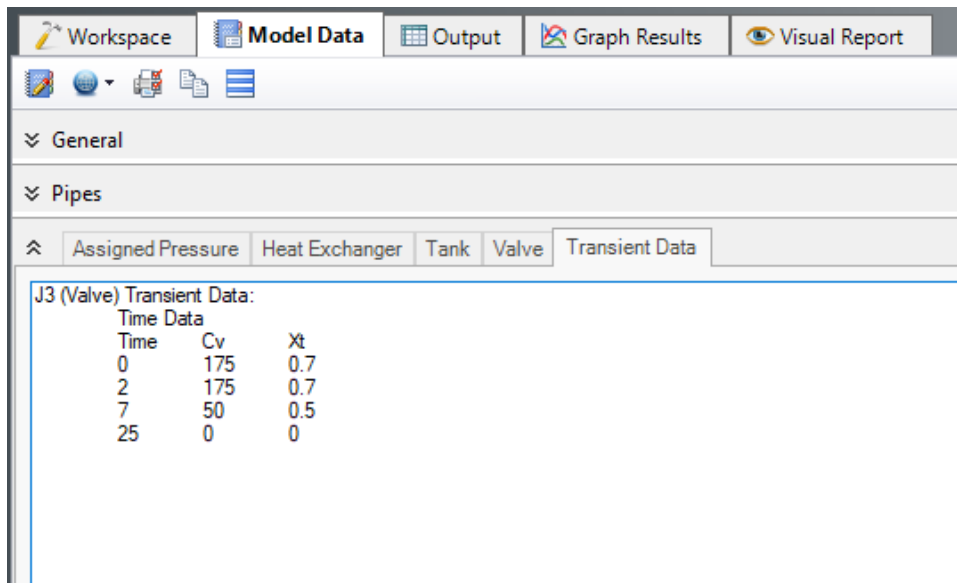 Workspace Model Data Output Graph Results Visual Report
General
Pipes
Assigned Pressure Heat Exchanger Tank Valve Transient Data
J3 (Valve) Transient Data:
Time Data
Time Cv Xt
0 175 0.7
2 175 0.7
7 50 0.5
25 0 0